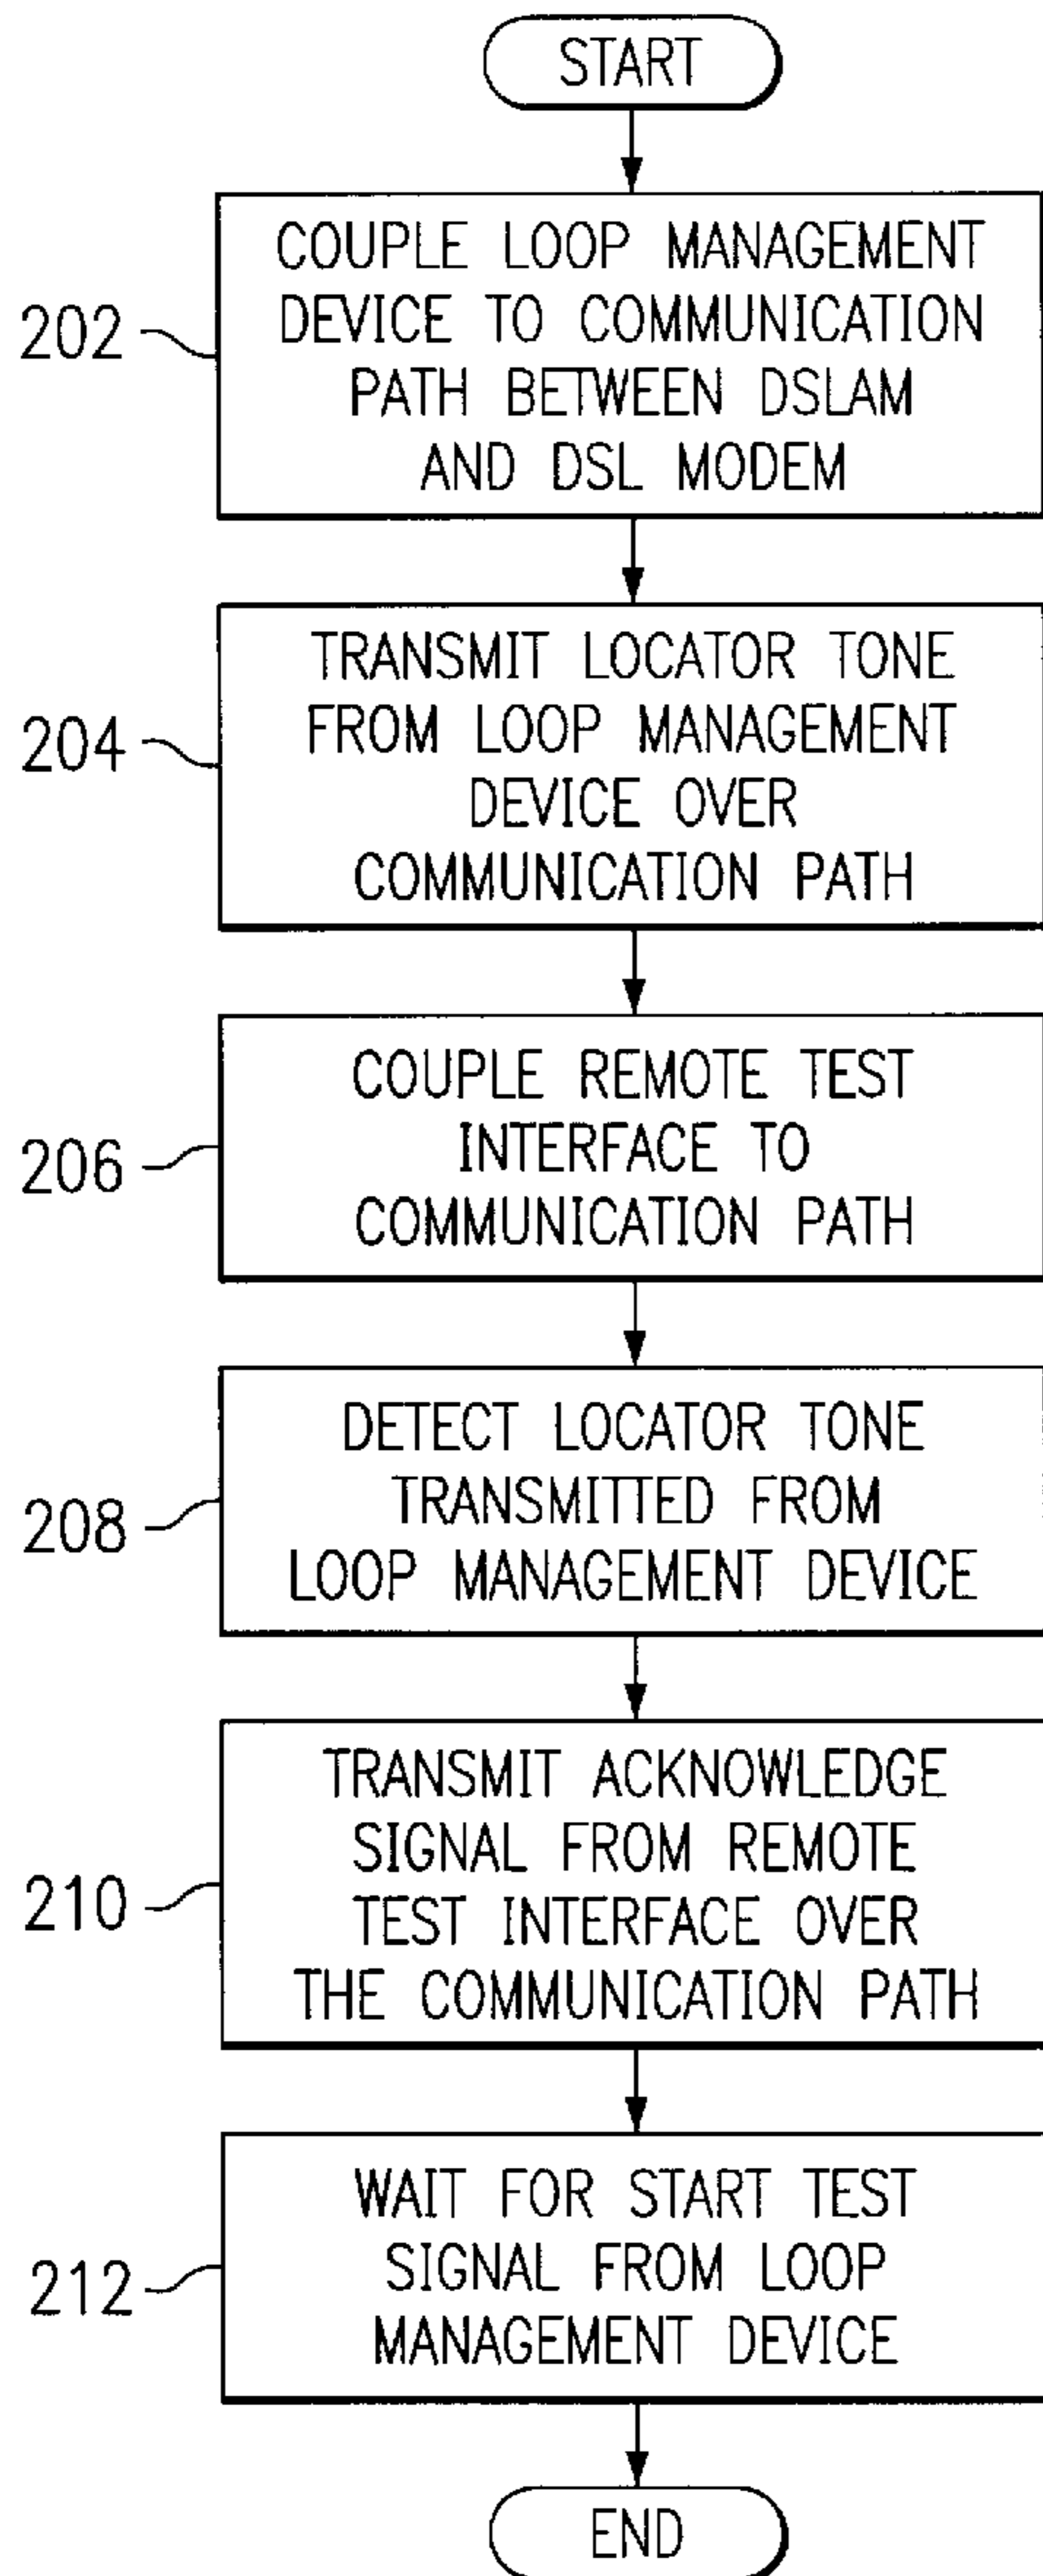 START
202
COUPLE LOOP MANAGEMENT
DEVICE TO COMMUNICATION
PATH BETWEEN DSLAM
AND DSL MODEM
204
TRANSMIT LOCATOR TONE
FROM LOOP MANAGEMENT
DEVICE OVER
COMMUNICATION PATH
206
COUPLE REMOTE TEST
INTERFACE TO
COMMUNICATION PATH
208
DETECT LOCATOR TONE
TRANSMITTED FROM
LOOP MANAGEMENT DEVICE
210
TRANSMIT ACKNOWLEDGE
SIGNAL FROM REMOTE
TEST INTERFACE OVER
THE COMMUNICATION PATH
212
WAIT FOR START TEST
SIGNAL FROM LOOP
MANAGEMENT DEVICE
END